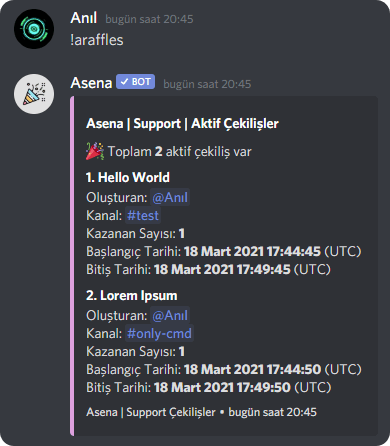 Anıl bugün saat 20:45
!araffles
Asena BOT bugün saat 20:45
Asena | Support | Aktif Çekilişler
Toplam 2 aktif çekiliş var
1. Hello World
Oluşturan: @Anıl
Kanal: #test
Kazanan Sayısı: 1
Başlangıç Tarihi: 18 Mart 2021 17:44:45 (UTC)
Bitiş Tarihi: 18 Mart 2021 17:49:45 (UTC)
2. Lorem Ipsum
Oluşturan: @Anıl
Kanal: #only-cmd
Kazanan Sayısı: 1
Başlangıç Tarihi: 18 Mart 2021 17:44:50 (UTC)
Bitiş Tarihi: 18 Mart 2021 17:49:50 (UTC)
Asena | Support Çekilişler • bugün saat 20:45